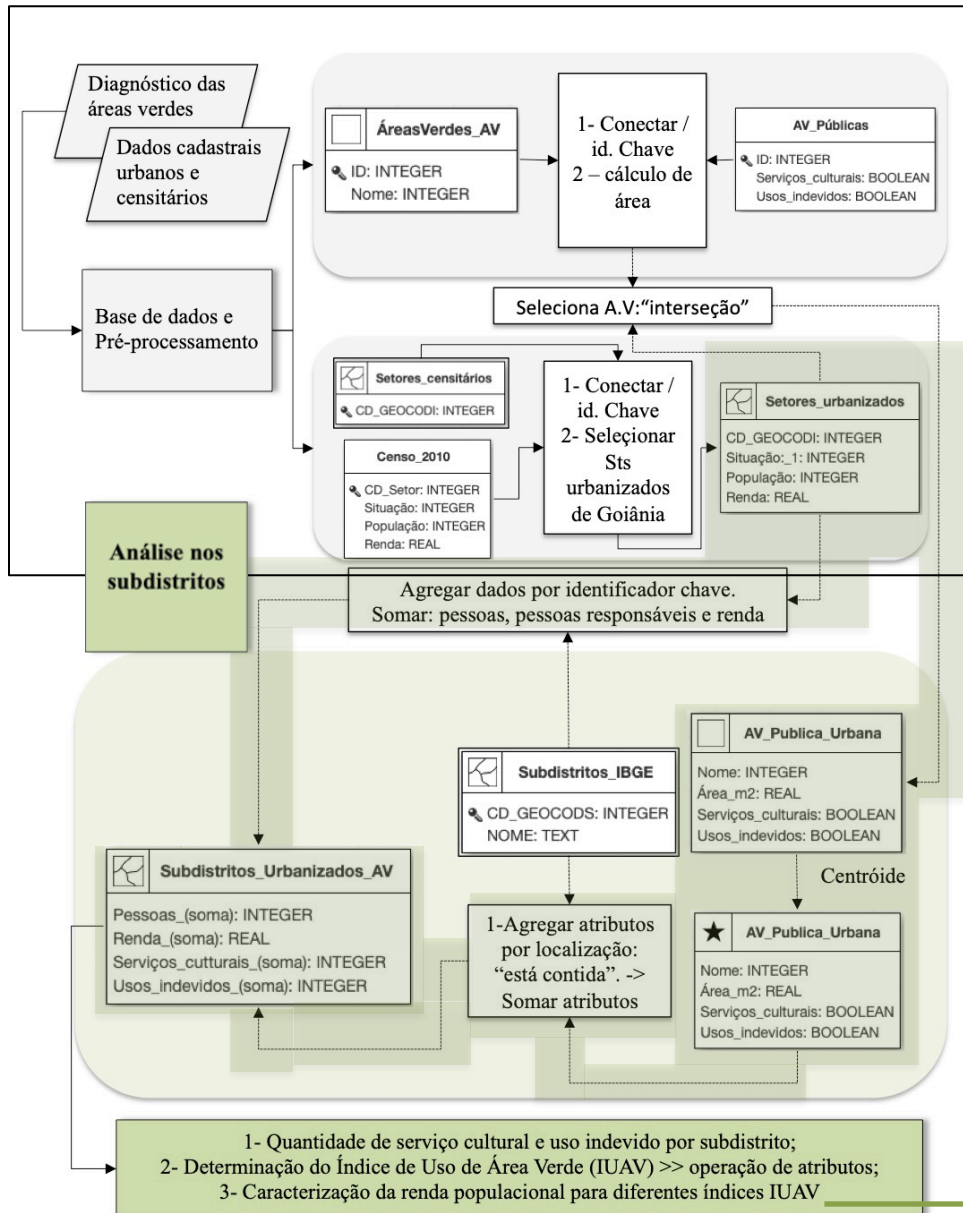 Diagnóstico das
áreas verdes
Dados cadastrais
urbanos e
censitários
Base de dados e
Pré-processamento
ÁreasVerdes_AV
ID: INTEGER
Nome: INTEGER
1- Conectar /
id. Chave
2 – cálculo de
área
AV_Públicas
ID: INTEGER
Serviços_culturais: BOOLEAN
Usos_indevidos: BOOLEAN
Seleciona A.V:“interseção”
Setores_censitários
CD_GEOCODI: INTEGER
Censo_2010
CD_Setor: INTEGER
Situação: INTEGER
População: INTEGER
Renda: REAL
1- Conectar /
id. Chave
2- Seleçionar
Sts
urbanizados
de Goiânia
Setores_urbanizados
CD_GEOCODI: INTEGER
Situação:_1: INTEGER
População: INTEGER
Renda: REAL
Análise nos
subdistritos
Agregar dados por identificador chave.
Somar: pessoas, pessoas responsáveis e renda
Subdistritos_IBGE
CD_GEOCODS: INTEGER
NOME: TEXT
AV_Publica_Urbana
Nome: INTEGER
Área_m2: REAL
Serviços_culturais: BOOLEAN
Usos_indevidos: BOOLEAN
Centróide
Subdistritos_Urbanizados_AV
Pessoas_(soma): INTEGER
Renda_(soma): REAL
Serviços_cutturais_(soma): INTEGER
Usos_indevidos_(soma): INTEGER
1-Agregar atributos
por localização:
“está contida”. ->
Somar atributos
AV_Publica_Urbana
Nome: INTEGER
Área_m2: REAL
Serviços_culturais: BOOLEAN
Usos_indevidos: BOOLEAN
1- Quantidade de serviço cultural e uso indevido por subdistrito;
2- Determinação do Índice de Uso de Área Verde (IUAV) >> operação de atributos;
3- Caracterização da renda populacional para diferentes índices IUAV